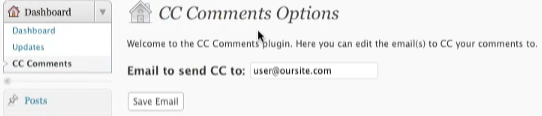 Dashboard
Dashboard
Updates
CC Comments
Posts
CC Comments Options
Welcome to the CC Comments plugin. Here you can edit the email(s) to CC your comments to.
Email to send CC to: user@oursite.com
Save Email